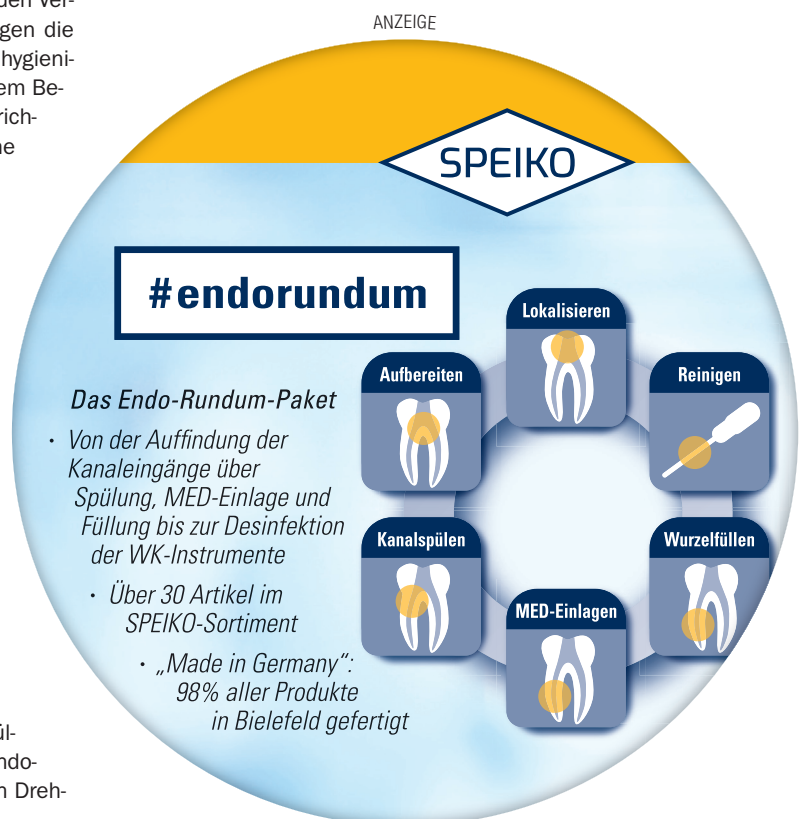 den ver-
gen die
hygieni-
em Be-
rich-
ne
ANZEIGE
SPEIKO
#endorundum
Das Endo-Rundum-Paket
· Von der Auffindung der
Kanaleingänge über
Spülung, MED-Einlage und
Füllung bis zur Desinfektion
der WK-Instrumente
· Über 30 Artikel im
SPEIKO-Sortiment
· „Made in Germany“:
98% aller Produkte
in Bielefeld gefertigt
Lokalisieren
Aufbereiten
Reinigen
Kanalspülen
Wurzelfüllen
MED-Einlagen
ül-
ndo-
n Dreh-